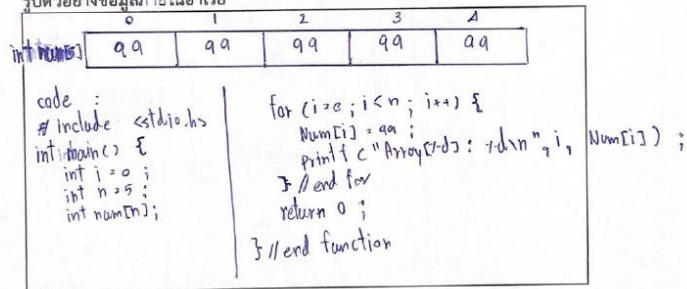 รูปตัวอย่างข้อมูลภายในอาเรย์
0 1 2 3 4
int num[5] 99 99 99 99 99
code :
# include <stdio.h>
int main() {
int i = 0 ;
int n = 5 ;
int num[n];
for (i=0 ; i<n ; i++) {
Num[i] = 99 ;
printf ("Array[%d] : %d\n", i, Num[i]) ;
} // end for
return 0 ;
} // end function